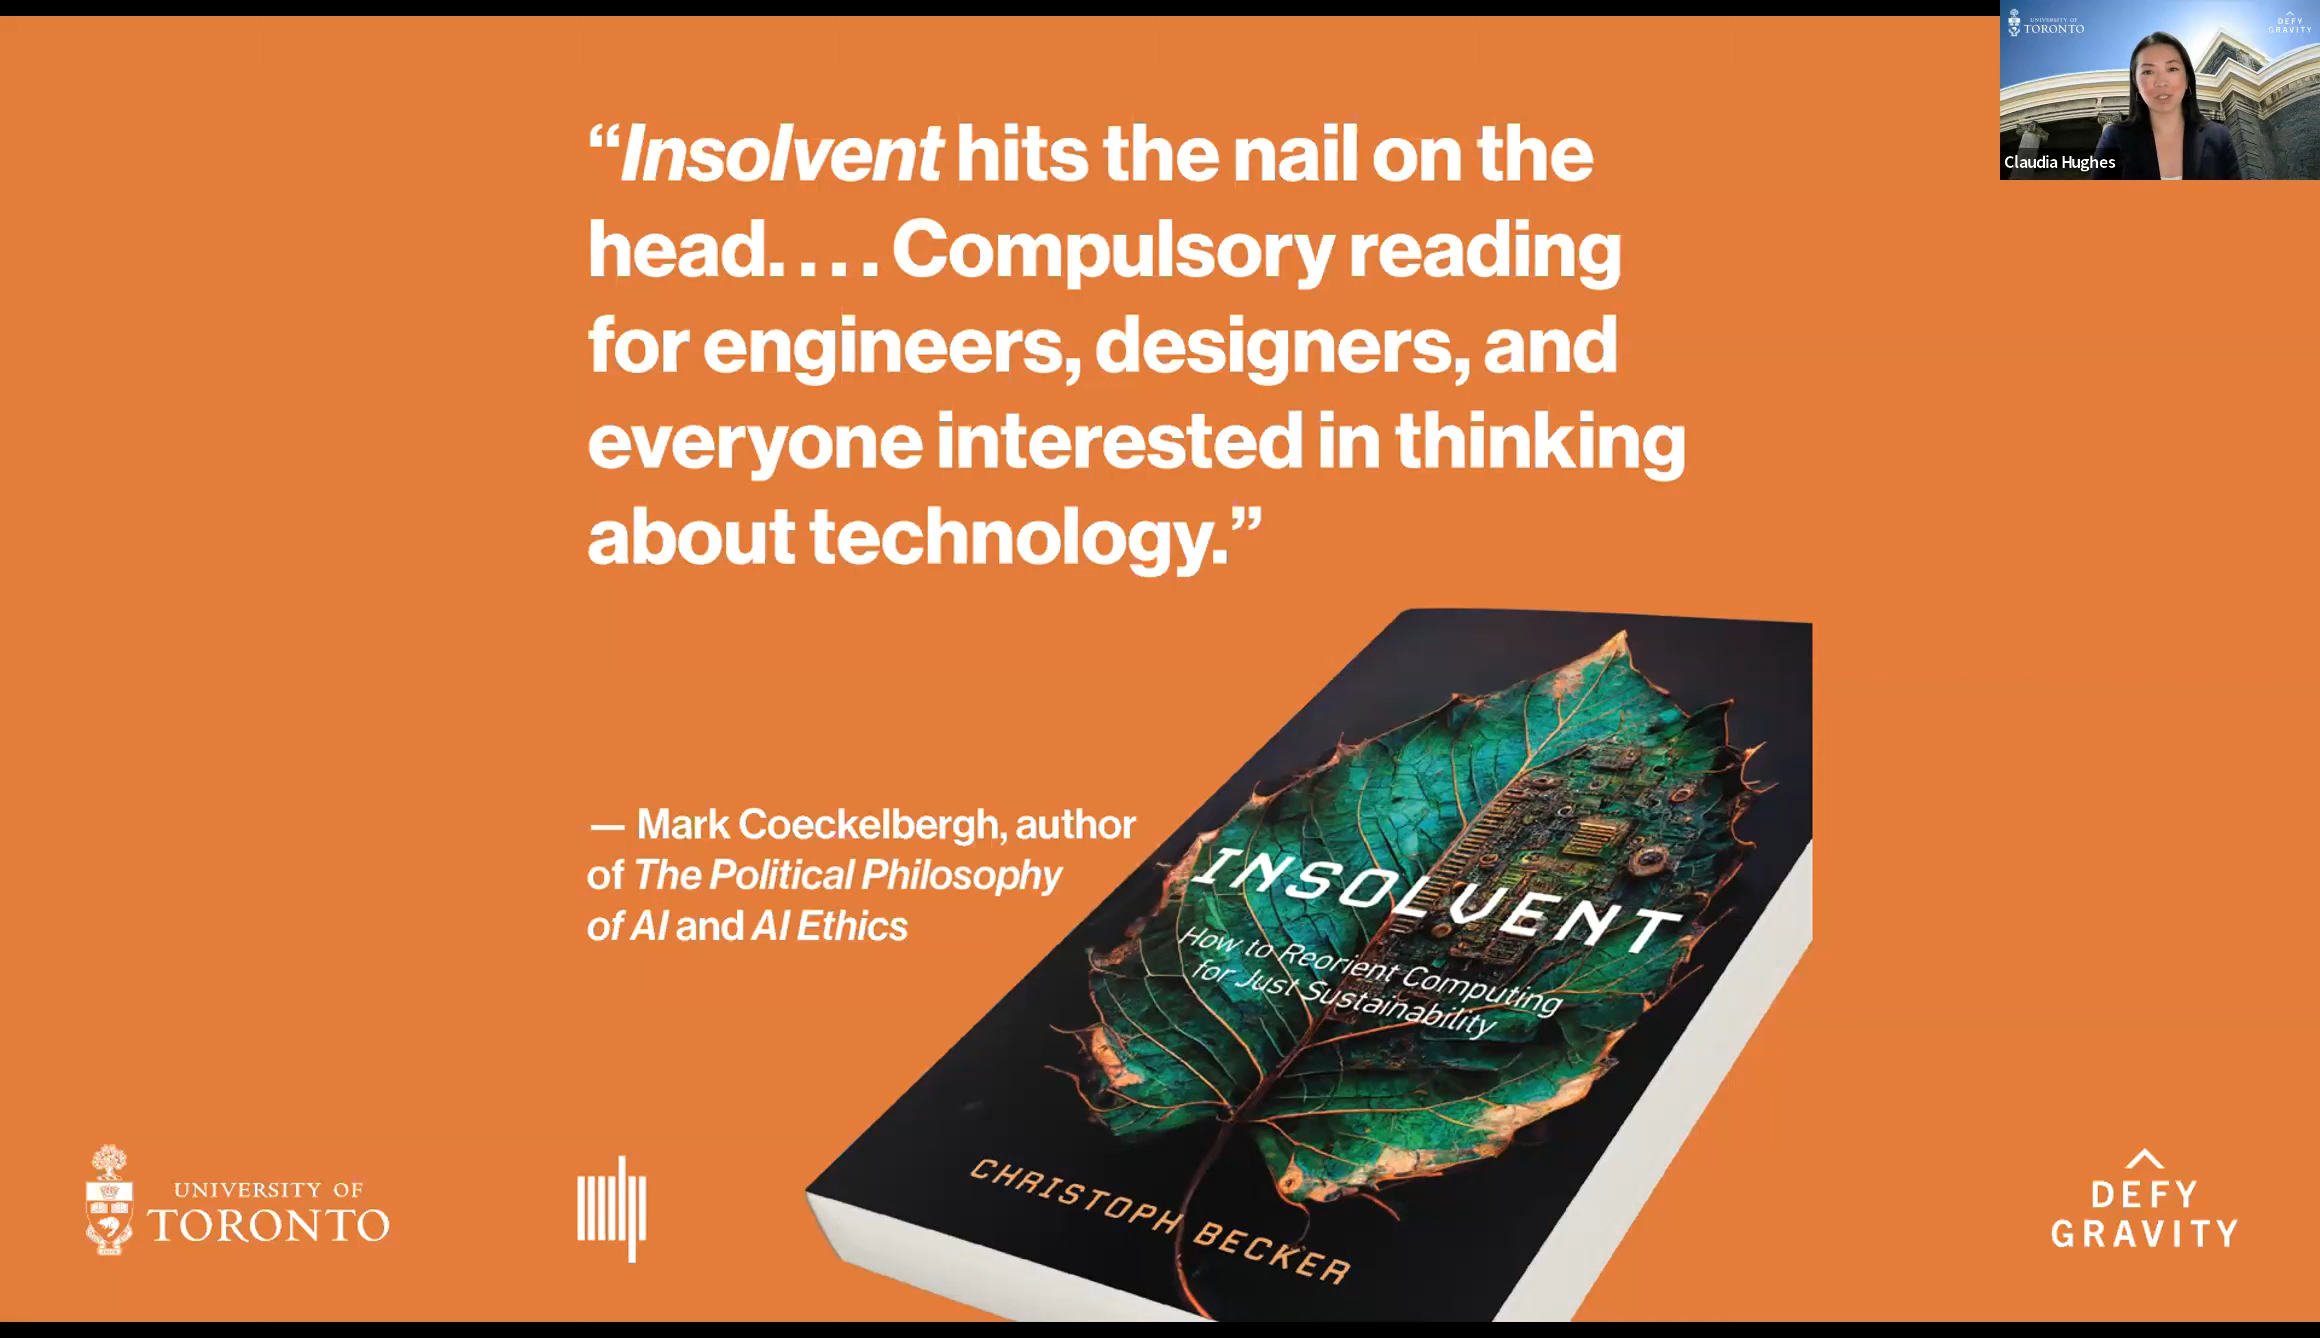 “Insolvent hits the nail on the
head. . . . Compulsory reading
for engineers, designers, and
everyone interested in thinking
about technology.”
— Mark Coeckelbergh, author
of The Political Philosophy
of AI and AI Ethics
INSOLVENT
How to Reorient Computing
for Just Sustainability
CHRISTOPH BECKER
UNIVERSITY OF
TORONTO
DEFY
GRAVITY
UNIVERSITY OF
TORONTO
DEFY
GRAVITY
Claudia Hughes